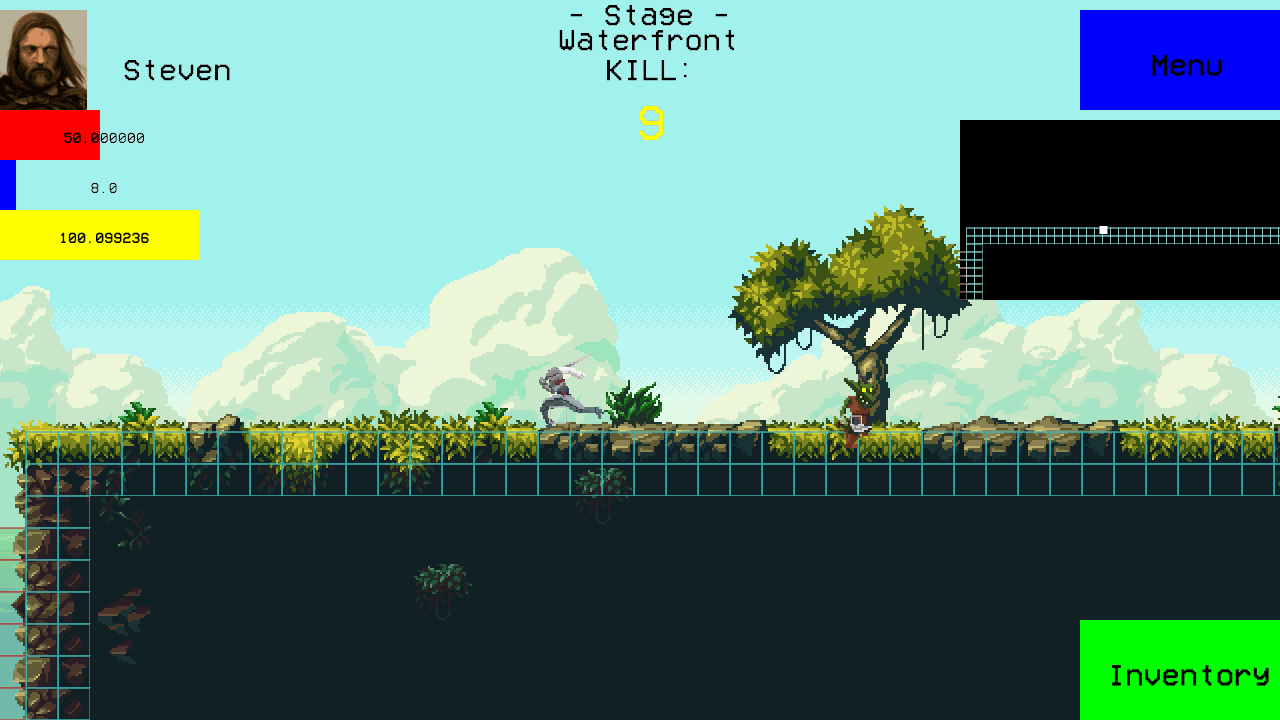 - Stage -
Waterfront
KILL:
9
Steven
50.000000
8.0
100.099236
Menu
Inventory